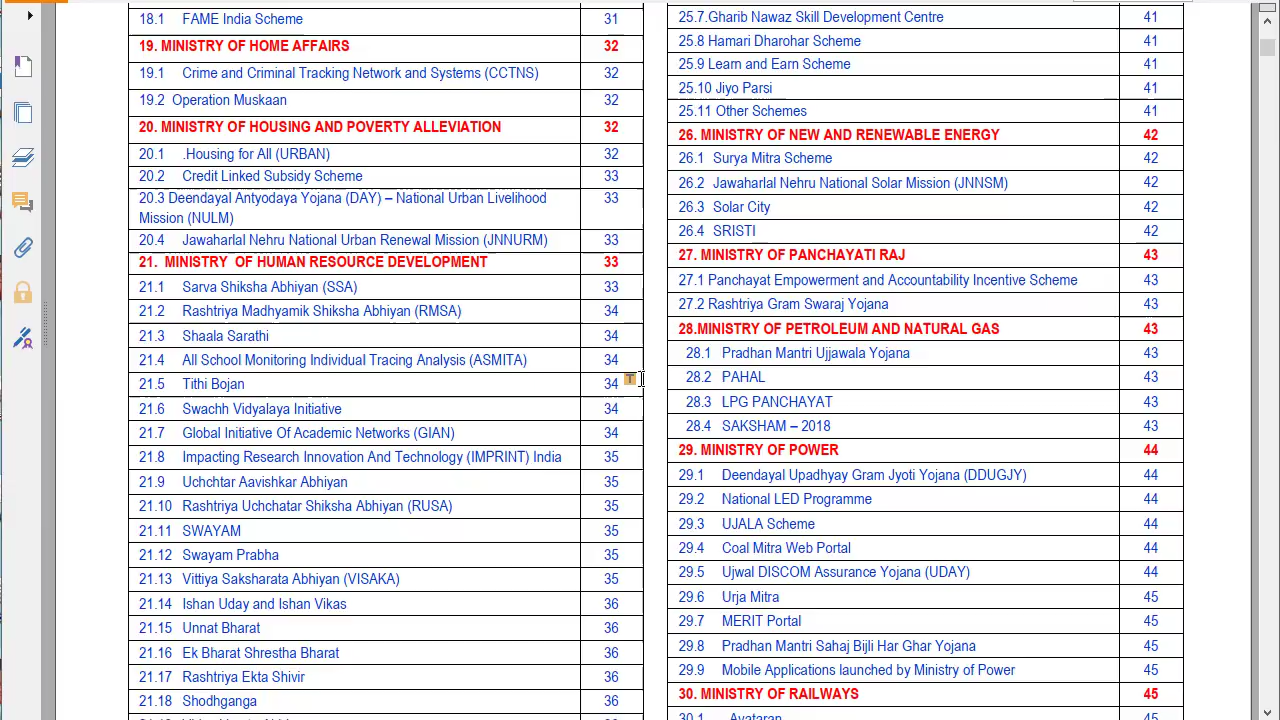 18.1 FAME India Scheme 31
19. MINISTRY OF HOME AFFAIRS 32
19.1 Crime and Criminal Tracking Network and Systems (CCTNS) 32
19.2 Operation Muskaan 32
20. MINISTRY OF HOUSING AND POVERTY ALLEVIATION 32
20.1 .Housing for All (URBAN) 32
20.2 Credit Linked Subsidy Scheme 33
20.3 Deendayal Antyodaya Yojana (DAY) – National Urban Livelihood 33
Mission (NULM)
20.4 Jawaharlal Nehru National Urban Renewal Mission (JNNURM) 33
21. MINISTRY OF HUMAN RESOURCE DEVELOPMENT 33
21.1 Sarva Shiksha Abhiyan (SSA) 33
21.2 Rashtriya Madhyamik Shiksha Abhiyan (RMSA) 34
21.3 Shaala Sarathi 34
21.4 All School Monitoring Individual Tracing Analysis (ASMITA) 34
21.5 Tithi Bojan 34
21.6 Swachh Vidyalaya Initiative 34
21.7 Global Initiative Of Academic Networks (GIAN) 34
21.8 Impacting Research Innovation And Technology (IMPRINT) India 35
21.9 Uchchtar Aavishkar Abhiyan 35
21.10 Rashtriya Uchchatar Shiksha Abhiyan (RUSA) 35
21.11 SWAYAM 35
21.12 Swayam Prabha 35
21.13 Vittiya Saksharata Abhiyan (VISAKA) 35
21.14 Ishan Uday and Ishan Vikas 36
21.15 Unnat Bharat 36
21.16 Ek Bharat Shrestha Bharat 36
21.17 Rashtriya Ekta Shivir 36
21.18 Shodhganga 36
25.7.Gharib Nawaz Skill Development Centre 41
25.8 Hamari Dharohar Scheme 41
25.9 Learn and Earn Scheme 41
25.10 Jiyo Parsi 41
25.11 Other Schemes 41
26. MINISTRY OF NEW AND RENEWABLE ENERGY 42
26.1 Surya Mitra Scheme 42
26.2 Jawaharlal Nehru National Solar Mission (JNNSM) 42
26.3 Solar City 42
26.4 SRISTI 42
27. MINISTRY OF PANCHAYATI RAJ 43
27.1 Panchayat Empowerment and Accountability Incentive Scheme 43
27.2 Rashtriya Gram Swaraj Yojana 43
28.MINISTRY OF PETROLEUM AND NATURAL GAS 43
28.1 Pradhan Mantri Ujjawala Yojana 43
28.2 PAHAL 43
28.3 LPG PANCHAYAT 43
28.4 SAKSHAM – 2018 43
29. MINISTRY OF POWER 44
29.1 Deendayal Upadhyay Gram Jyoti Yojana (DDUGJY) 44
29.2 National LED Programme 44
29.3 UJALA Scheme 44
29.4 Coal Mitra Web Portal 44
29.5 Ujwal DISCOM Assurance Yojana (UDAY) 44
29.6 Urja Mitra 45
29.7 MERIT Portal 45
29.8 Pradhan Mantri Sahaj Bijli Har Ghar Yojana 45
29.9 Mobile Applications launched by Ministry of Power 45
30. MINISTRY OF RAILWAYS 45
30.1 Avataran